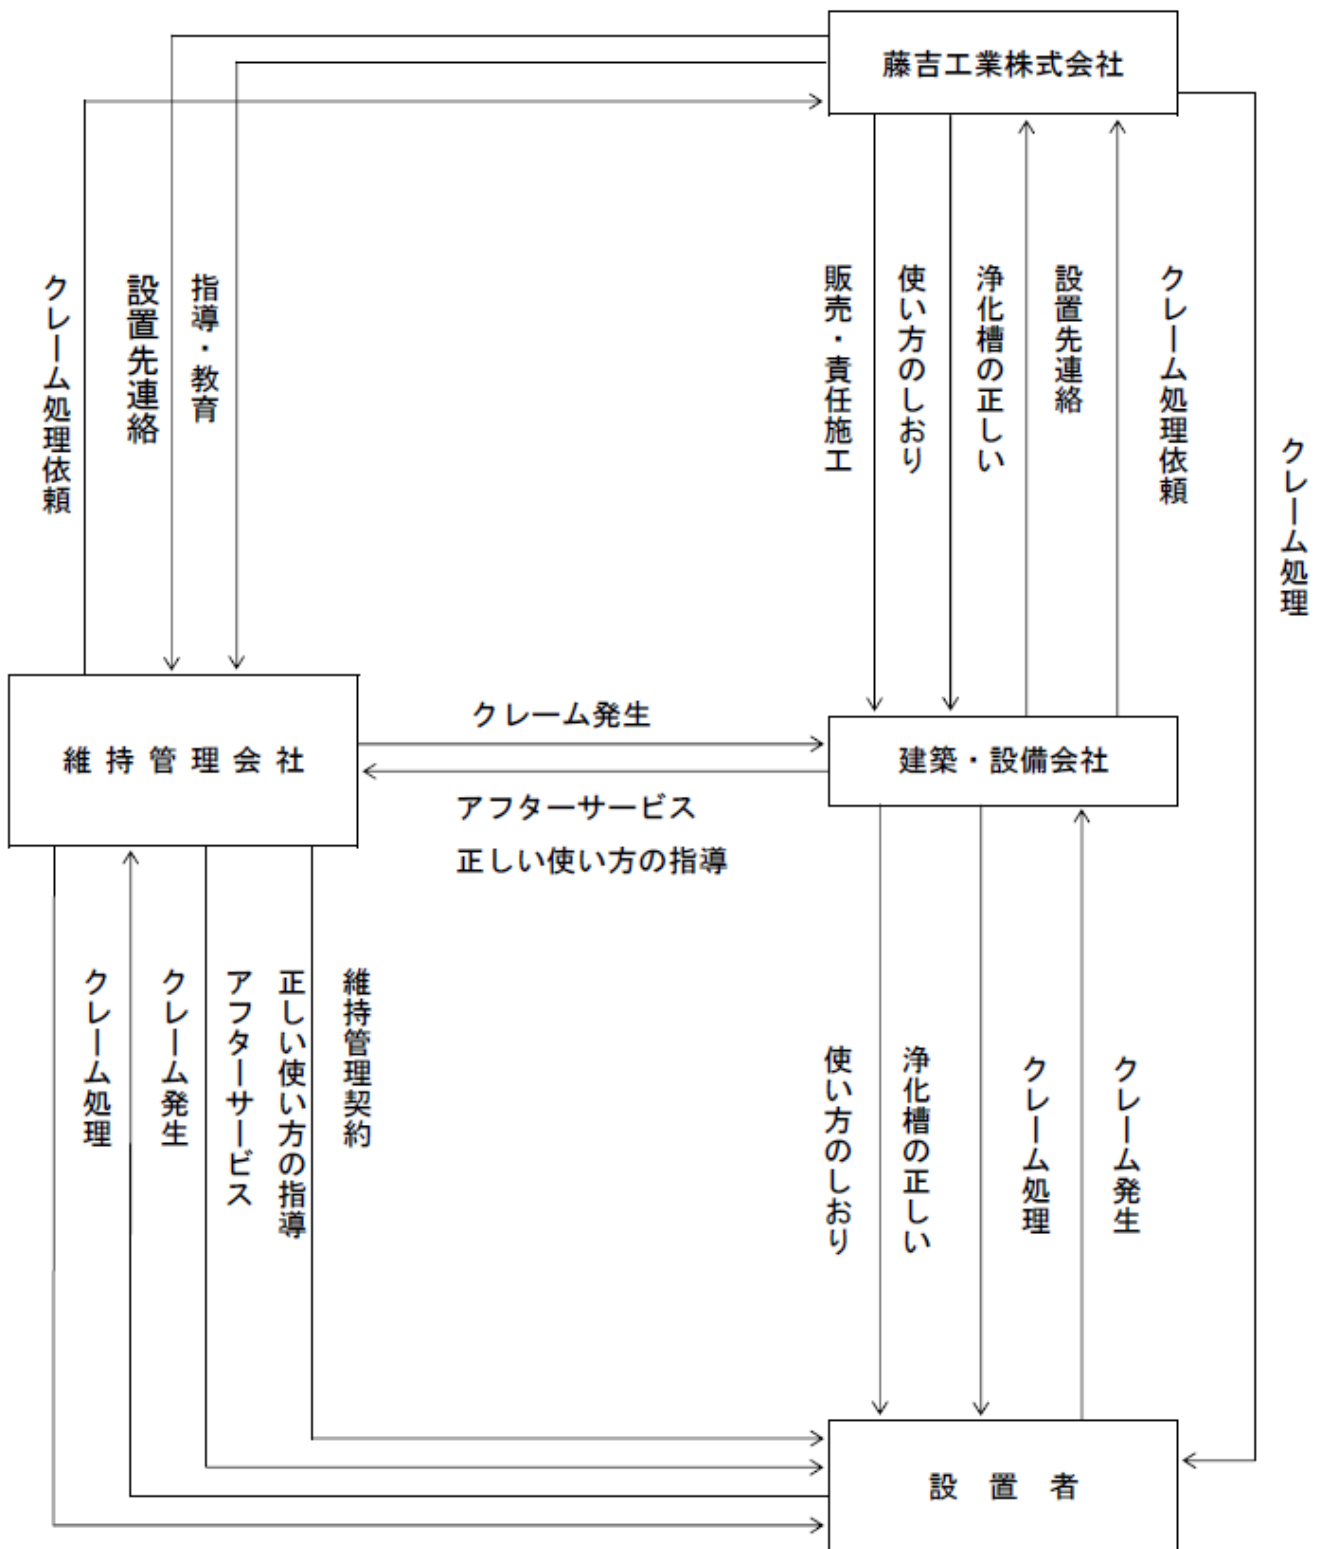 藤吉工業株式会社
クレーム処理依頼
設置先連絡
指導・教育
販売・責任施工
使い方のしおり
浄化槽の正しい
設置先連絡
クレーム処理依頼
クレーム処理
維持管理会社
クレーム発生
アフターサービス
正しい使い方の指導
建築・設備会社
クレーム処理
クレーム発生
アフターサービス
正しい使い方の指導
維持管理契約
使い方のしおり
浄化槽の正しい
クレーム処理
クレーム発生
設置者